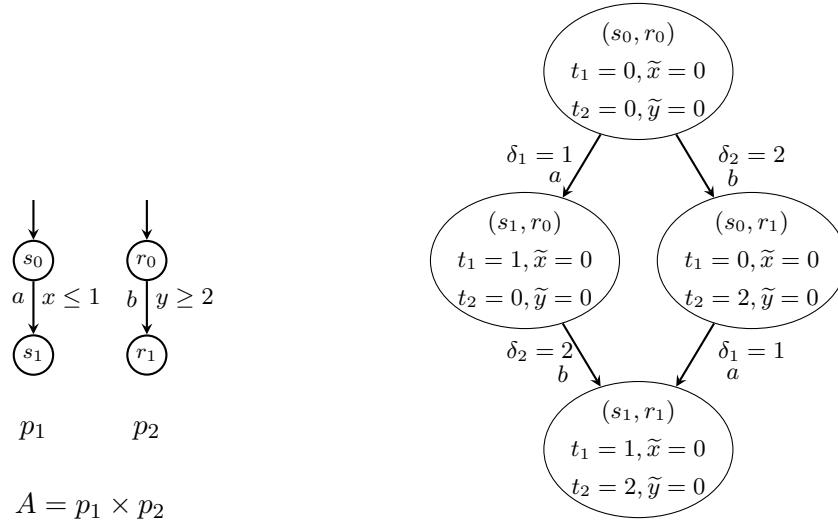 (s₀, r₀)
t₁ = 0, x̃ = 0
t₂ = 0, ỹ = 0
δ₁ = 1
a
δ₂ = 2
b
(s₁, r₀)
t₁ = 1, x̃ = 0
t₂ = 0, ỹ = 0
(s₀, r₁)
t₁ = 0, x̃ = 0
t₂ = 2, ỹ = 0
δ₂ = 2
b
δ₁ = 1
a
(s₁, r₁)
t₁ = 1, x̃ = 0
t₂ = 2, ỹ = 0
s₀
r₀
a
x ≤ 1
b
y ≥ 2
s₁
r₁
p₁
p₂
A = p₁ × p₂